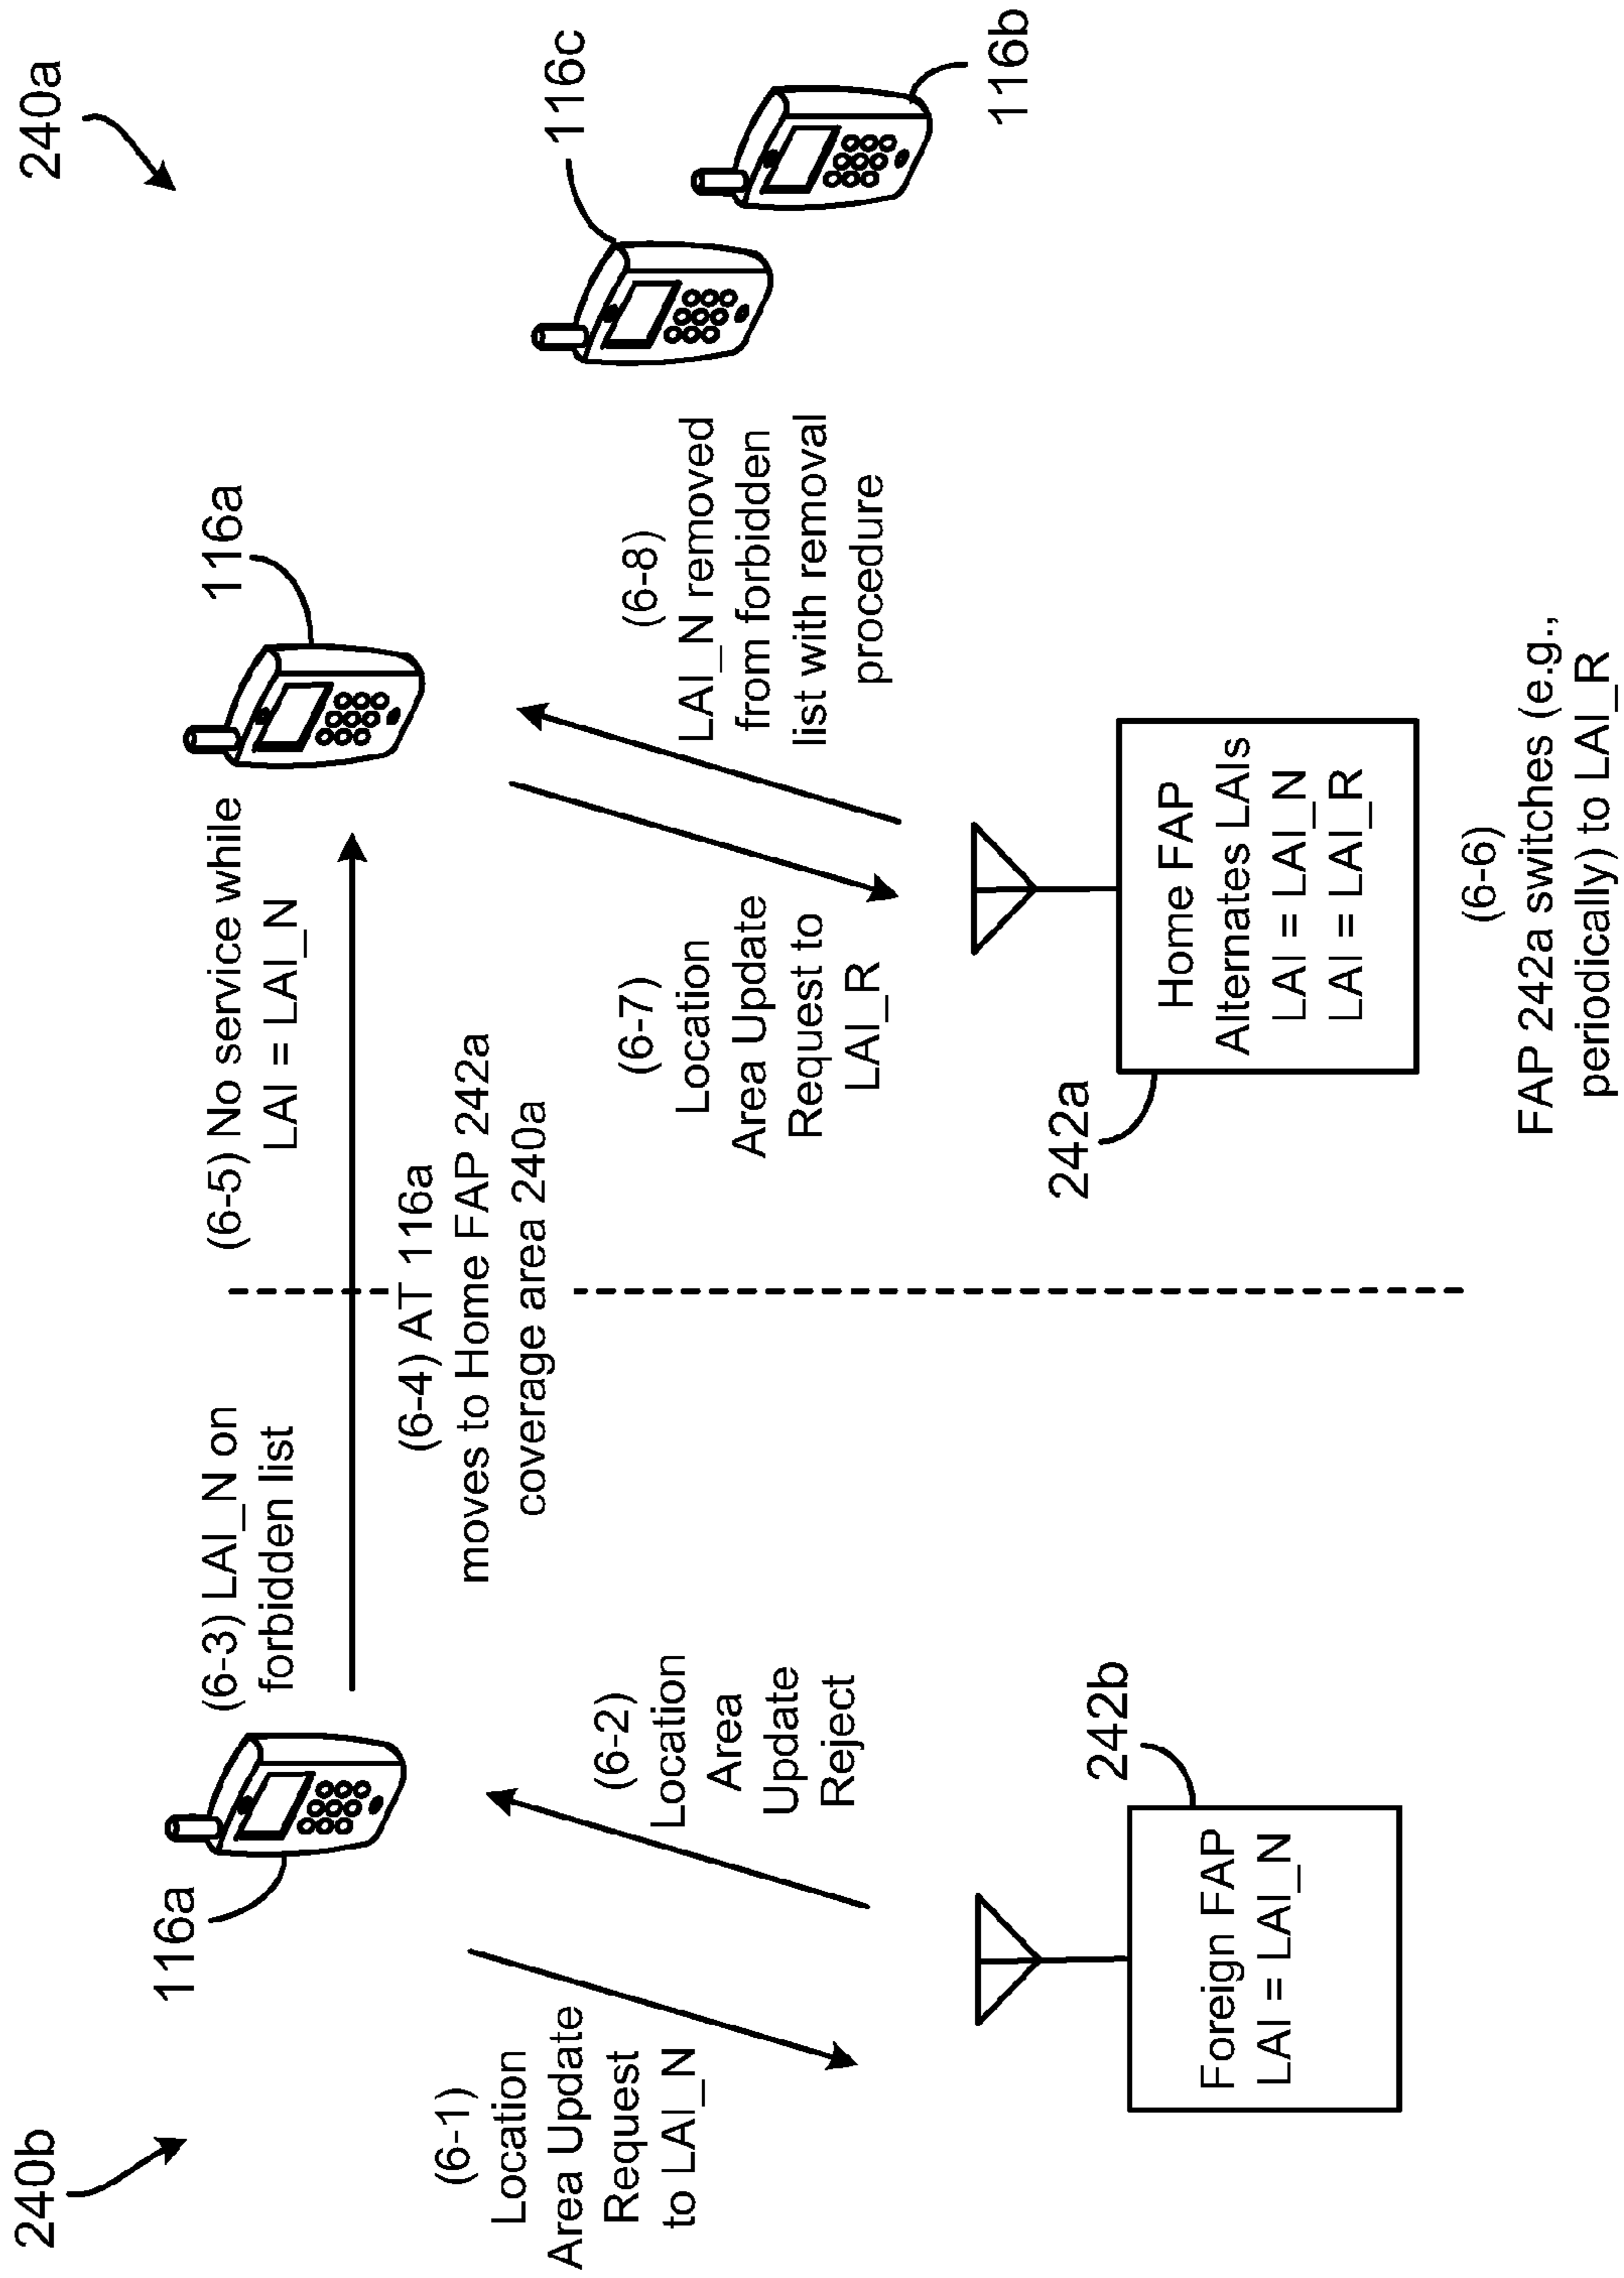 240b
116a
(6-3) LAI_N on
forbidden list
(6-1)
Location
Area Update
Request
to LAI_N
(6-2)
Location
Area
Update
Reject
242b
Foreign FAP
LAI = LAI_N
(6-4) AT 116a
moves to Home FAP 242a
coverage area 240a
(6-5) No service while
LAI = LAI_N
116a
240a
116c
116b
(6-7)
Location
Area Update
Request to
LAI_R
(6-8)
LAI_N removed
from forbidden
list with removal
procedure
242a
Home FAP
Alternates LAIs
LAI = LAI_N
LAI = LAI_R
(6-6)
FAP 242a switches (e.g.,
periodically) to LAI_R